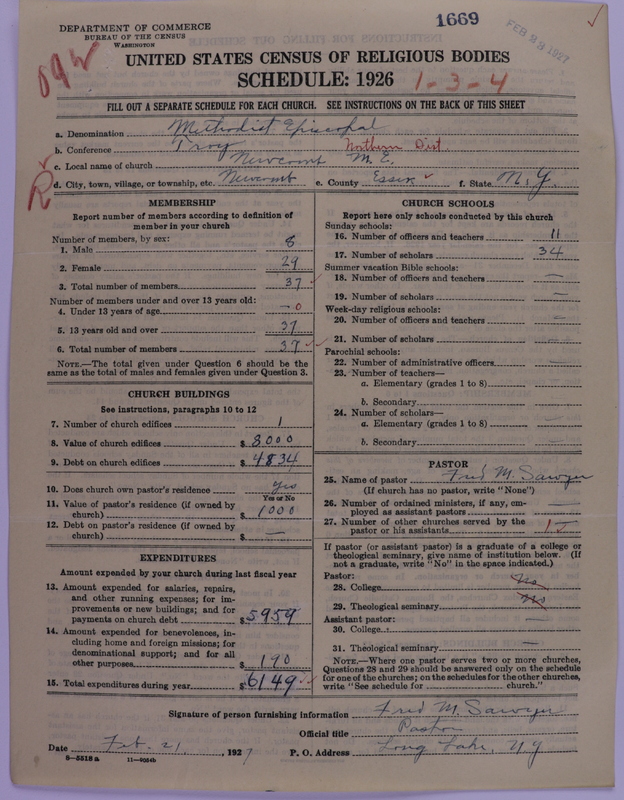 1669
FEB 28 1927
DEPARTMENT OF COMMERCE
BUREAU OF THE CENSUS
WASHINGTON
UNITED STATES CENSUS OF RELIGIOUS BODIES
SCHEDULE: 1926 1-3-4
FILL OUT A SEPARATE SCHEDULE FOR EACH CHURCH. SEE INSTRUCTIONS ON THE BACK OF THIS SHEET
a. Denomination Methodist Episcopal
b. Conference Troy Northern Dist.
c. Local name of church Newcomb M. E.
R
d. City, town, village, or township, etc. Newcomb e. County Essex f. State N. Y.
MEMBERSHIP
Report number of members according to definition of
member in your church
Number of members, by sex:
1. Male 8
2. Female 29
3. Total number of members 37
Number of members under and over 13 years old:
4. Under 13 years of age — 0
5. 13 years old and over 37
6. Total number of members 37
NOTE.—The total given under Question 6 should be
same as the total of males and females given under Question 3.
CHURCH BUILDINGS
See instructions, paragraphs 10 to 12
7. Number of church edifices 1
8. Value of church edifices $ 8000
9. Debt on church edifices $ 4834
10. Does church own pastor's residence yes
Yes or No
11. Value of pastor's residence (if owned by
church) $ 1000
12. Debt on pastor's residence (if owned by
church) $ —
EXPENDITURES
Amount expended by your church during last fiscal year
13. Amount expended for salaries, repairs,
and other running expenses; for im-
provements or new buildings; and for
payments on church debt $ 5959
14. Amount expended for benevolences, in-
cluding home and foreign missions; for
denominational support; and for all
other purposes $ 190
15. Total expenditures during year $ 6149
CHURCH SCHOOLS
Report here only schools conducted by this church
Sunday schools:
16. Number of officers and teachers 11
17. Number of scholars 34
Summer vacation Bible schools:
18. Number of officers and teachers —
19. Number of scholars —
Week-day religious schools:
20. Number of officers and teachers —
21. Number of scholars —
Parochial schools:
22. Number of administrative officers —
23. Number of teachers—
a. Elementary (grades 1 to 8) —
b. Secondary —
24. Number of scholars—
a. Elementary (grades 1 to 8) —
b. Secondary —
PASTOR
25. Name of pastor Fred M. Sawyer
(If church has no pastor, write "None")
26. Number of ordained ministers, if any, em-
ployed as assistant pastors —
27. Number of other churches served by the
pastor or his assistants 1
If pastor (or assistant pastor) is a graduate of a college or
theological seminary, give name of institution below. (If
not a graduate, write "No" in the space indicated.)
Pastor:
28. College No
29. Theological seminary No
Assistant pastor:
30. College —
31. Theological seminary —
NOTE.—Where one pastor serves two or more churches,
Questions 28 and 29 should be answered only on the schedule
for one of the churches; on the schedules for the other churches,
write "See schedule for ______ church."
Signature of person furnishing information Fred M. Sawyer
Official title Pastor
Date Feb. 21, 1927 P. O. Address Long Lake, N Y
8—5518 a 11—9054b